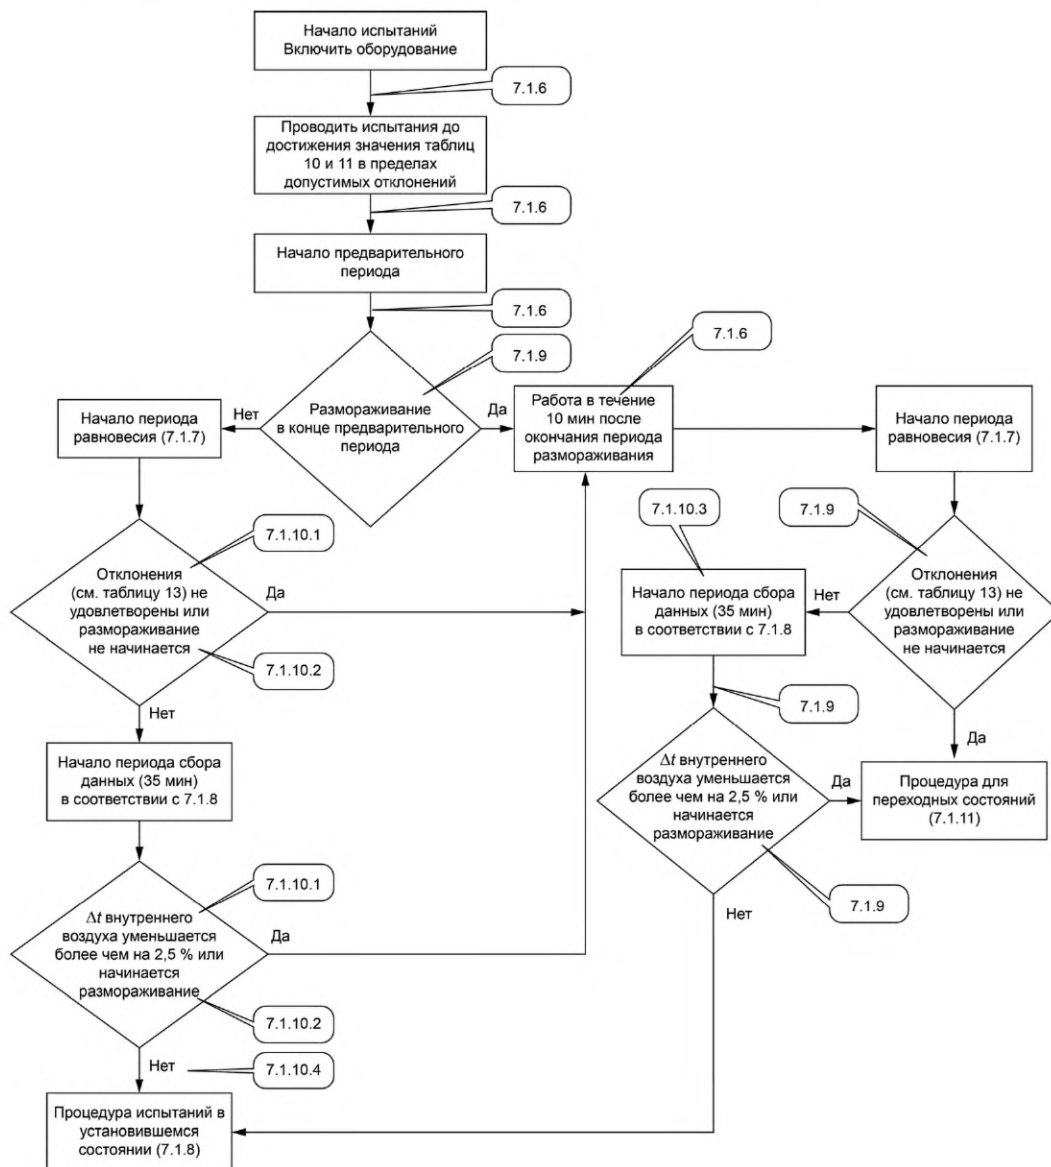 Начало испытаний
Включить оборудование
7.1.6
Проводить испытания до
достижения значения таблиц
10 и 11 в пределах
допустимых отклонений
7.1.6
Начало предварительного
периода
7.1.6
7.1.9
7.1.6
Размораживание
в конце предварительного
периода
Нет
Да
Начало периода
равновесия (7.1.7)
Работа в течение
10 мин после
окончания периода
размораживания
Начало периода
равновесия (7.1.7)
7.1.10.1
Отклонения
(см. таблицу 13) не
удовлетворены или
размораживание
не начинается
Да
7.1.10.2
Нет
7.1.10.3
7.1.9
Начало периода сбора
данных (35 мин)
в соответствии с 7.1.8
Нет
Отклонения
(см. таблицу 13) не
удовлетворены или
размораживание
не начинается
7.1.9
Да
Начало периода сбора
данных (35 мин)
в соответствии с 7.1.8
Δt внутреннего
воздуха уменьшается
более чем на 2,5 % или
начинается
размораживание
Да
Процедура для
переходных состояний
(7.1.11)
7.1.9
Нет
7.1.10.1
Δt внутреннего
воздуха уменьшается
более чем на 2,5 % или
начинается
размораживание
Да
7.1.10.2
Нет
7.1.10.4
Процедура испытаний в
установившемся
состоянии (7.1.8)